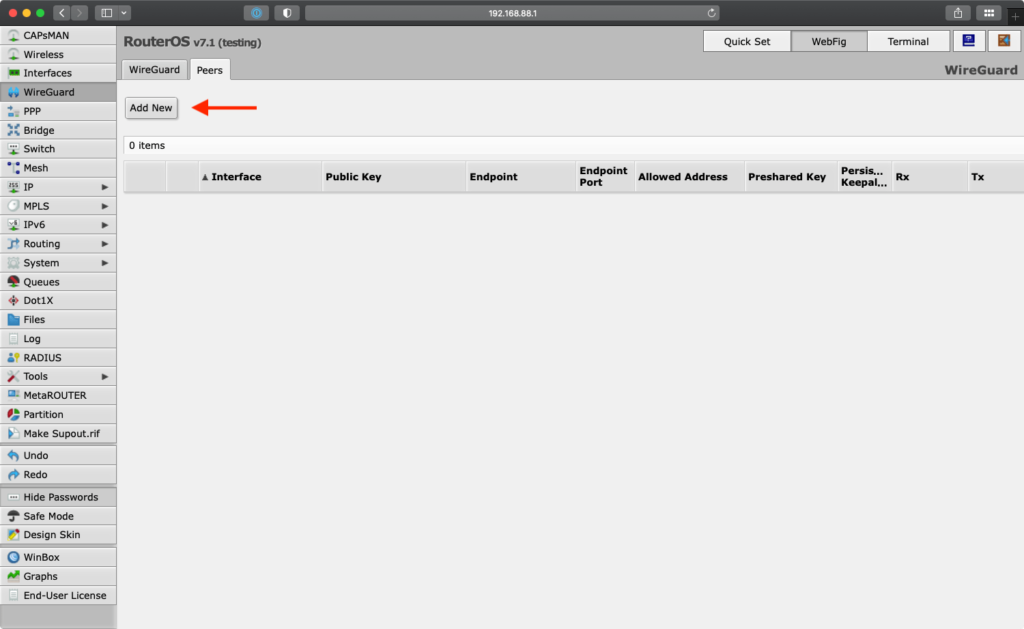 192.168.88.1
CAPsMAN
Wireless
Interfaces
WireGuard
PPP
Bridge
Switch
Mesh
IP
MPLS
IPv6
Routing
System
Queues
Dot1X
Files
Log
RADIUS
Tools
MetaROUTER
Partition
Make Supout.rif
Undo
Redo
Hide Passwords
Safe Mode
Design Skin
WinBox
Graphs
End-User License
RouterOS v7.1 (testing)
Quick Set WebFig Terminal
WireGuard Peers
WireGuard
Add New
0 items
Interface Public Key Endpoint Endpoint Port Allowed Address Preshared Key Persis... Keepal... Rx Tx